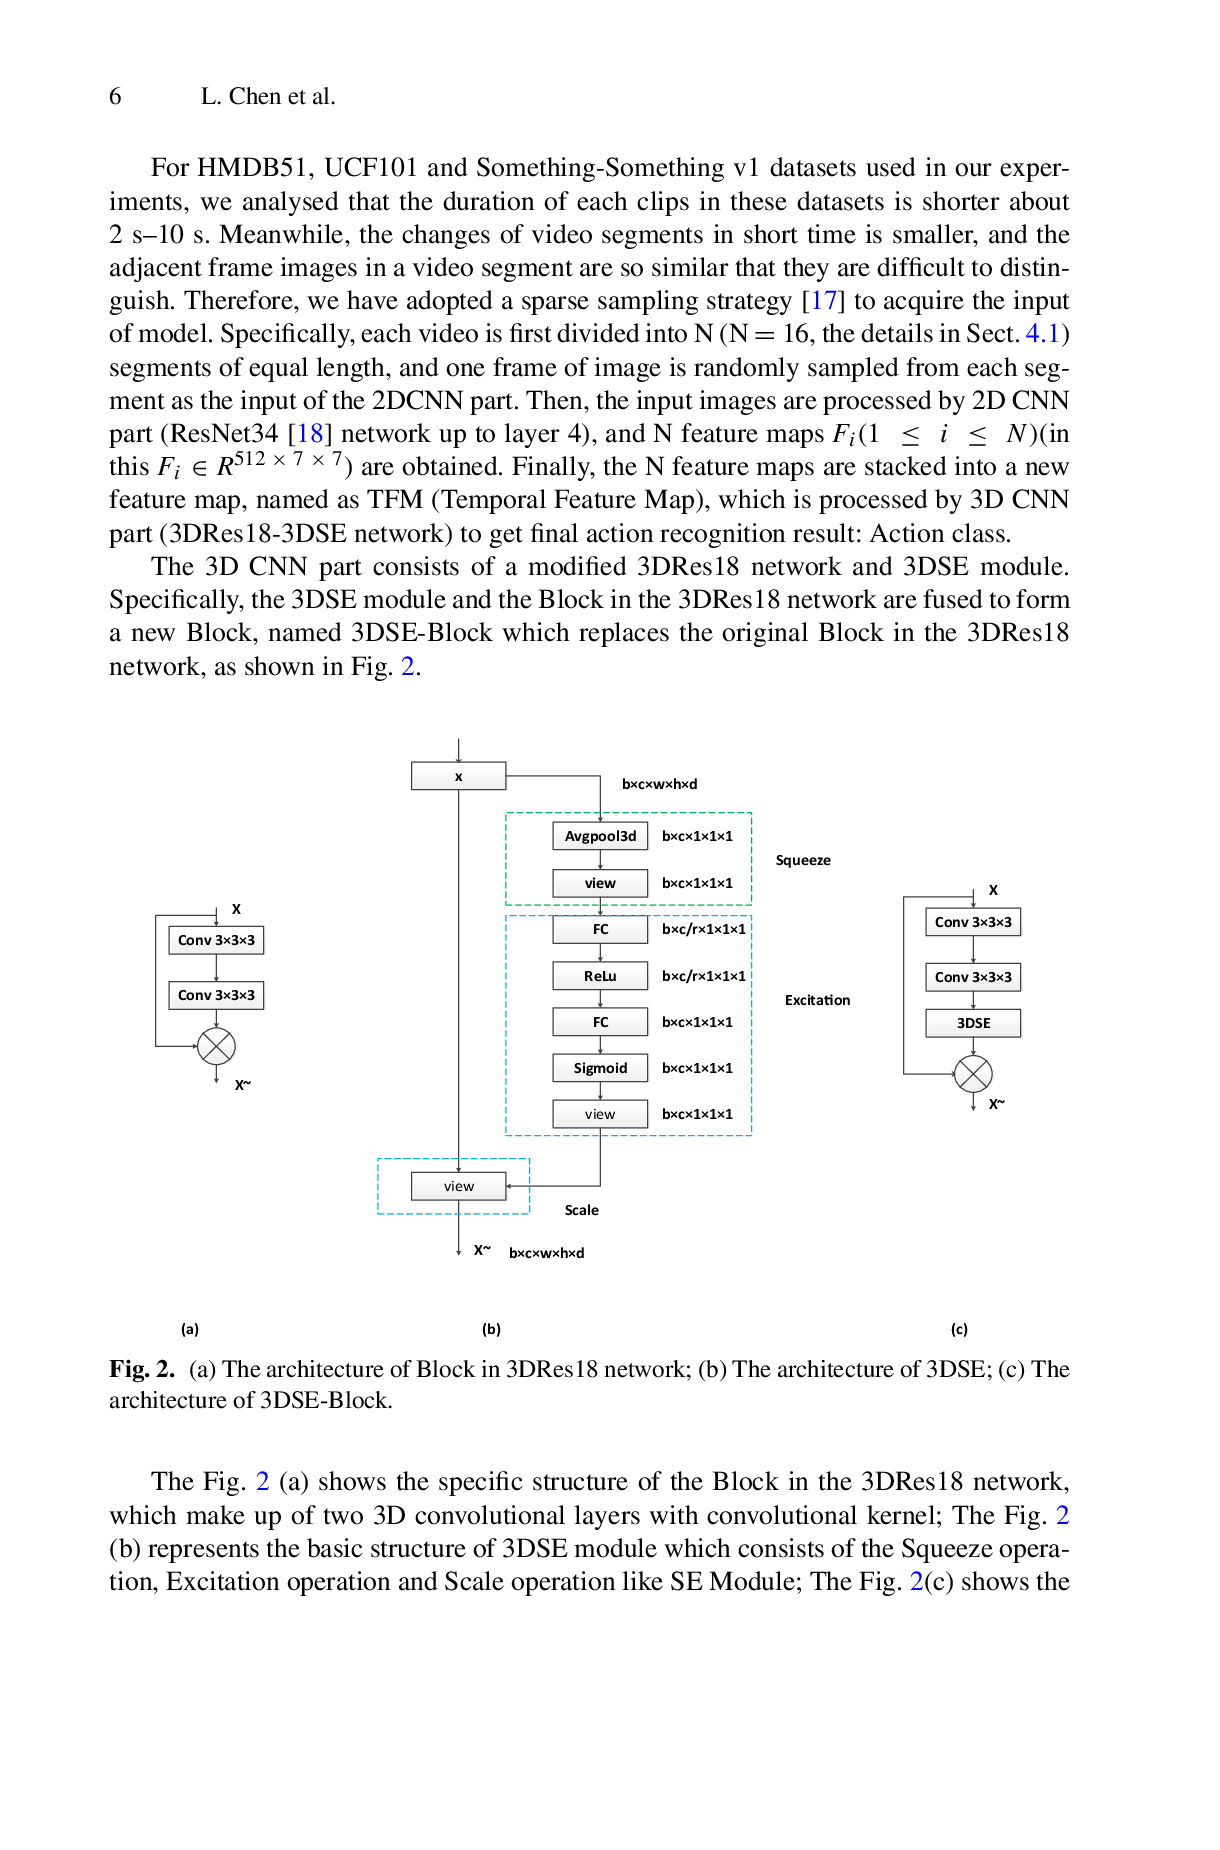 6 L. Chen et al.
For HMDB51, UCF101 and Something-Something v1 datasets used in our exper-
iments, we analysed that the duration of each clips in these datasets is shorter about
2 s–10 s. Meanwhile, the changes of video segments in short time is smaller, and the
adjacent frame images in a video segment are so similar that they are difficult to distin-
guish. Therefore, we have adopted a sparse sampling strategy [17] to acquire the input
of model. Specifically, each video is first divided into N (N = 16, the details in Sect. 4.1)
segments of equal length, and one frame of image is randomly sampled from each seg-
ment as the input of the 2DCNN part. Then, the input images are processed by 2D CNN
part (ResNet34 [18] network up to layer 4), and N feature maps F_i(1 ≤ i ≤ N)(in
this F_i ∈ R^{512 × 7 × 7}) are obtained. Finally, the N feature maps are stacked into a new
feature map, named as TFM (Temporal Feature Map), which is processed by 3D CNN
part (3DRes18-3DSE network) to get final action recognition result: Action class.
The 3D CNN part consists of a modified 3DRes18 network and 3DSE module.
Specifically, the 3DSE module and the Block in the 3DRes18 network are fused to form
a new Block, named 3DSE-Block which replaces the original Block in the 3DRes18
network, as shown in Fig. 2.
X
Conv 3×3×3
Conv 3×3×3
X~
x
b×c×w×h×d
Avgpool3d b×c×1×1×1
view b×c×1×1×1
Squeeze
FC b×c/r×1×1×1
ReLu b×c/r×1×1×1
FC b×c×1×1×1
Sigmoid b×c×1×1×1
view b×c×1×1×1
Excitation
view
Scale
X~ b×c×w×h×d
X
Conv 3×3×3
Conv 3×3×3
3DSE
X~
(a) (b) (c)
Fig. 2. (a) The architecture of Block in 3DRes18 network; (b) The architecture of 3DSE; (c) The
architecture of 3DSE-Block.
The Fig. 2 (a) shows the specific structure of the Block in the 3DRes18 network,
which make up of two 3D convolutional layers with convolutional kernel; The Fig. 2
(b) represents the basic structure of 3DSE module which consists of the Squeeze opera-
tion, Excitation operation and Scale operation like SE Module; The Fig. 2(c) shows the